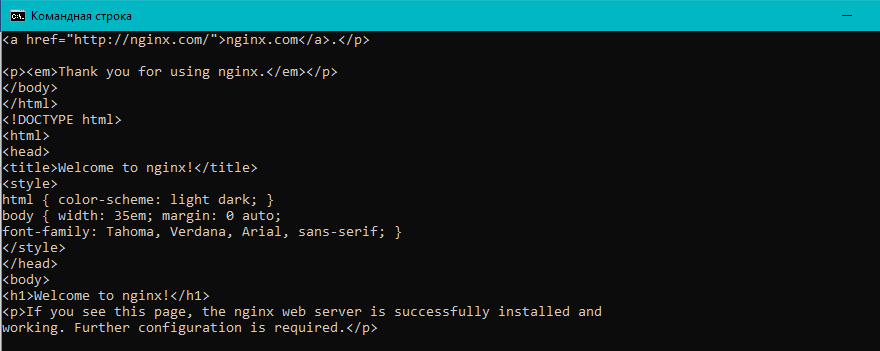 Командная строка
<a href="http://nginx.com/">nginx.com</a>.</p>
<p><em>Thank you for using nginx.</em></p>
</body>
</html>
<!DOCTYPE html>
<html>
<head>
<title>Welcome to nginx!</title>
<style>
html { color-scheme: light dark; }
body { width: 35em; margin: 0 auto;
font-family: Tahoma, Verdana, Arial, sans-serif; }
</style>
</head>
<body>
<h1>Welcome to nginx!</h1>
<p>If you see this page, the nginx web server is successfully installed and
working. Further configuration is required.</p>